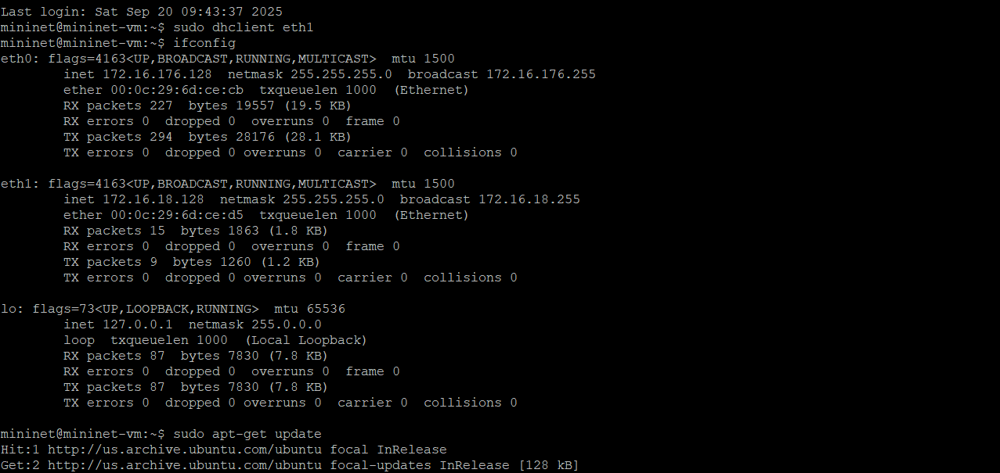 Last login: Sat Sep 20 09:43:37 2025
mininet@mininet-vm:~$ sudo dhclient eth1
mininet@mininet-vm:~$ ifconfig
eth0: flags=4163<UP,BROADCAST,RUNNING,MULTICAST>  mtu 1500
        inet 172.16.176.128  netmask 255.255.255.0  broadcast 172.16.176.255
        ether 00:0c:29:6d:ce:cb  txqueuelen 1000  (Ethernet)
        RX packets 227  bytes 19557 (19.5 KB)
        RX errors 0  dropped 0  overruns 0  frame 0
        TX packets 294  bytes 28176 (28.1 KB)
        TX errors 0  dropped 0 overruns 0  carrier 0  collisions 0

eth1: flags=4163<UP,BROADCAST,RUNNING,MULTICAST>  mtu 1500
        inet 172.16.18.128  netmask 255.255.255.0  broadcast 172.16.18.255
        ether 00:0c:29:6d:ce:d5  txqueuelen 1000  (Ethernet)
        RX packets 15  bytes 1863 (1.8 KB)
        RX errors 0  dropped 0  overruns 0  frame 0
        TX packets 9  bytes 1260 (1.2 KB)
        TX errors 0  dropped 0 overruns 0  carrier 0  collisions 0

lo: flags=73<UP,LOOPBACK,RUNNING>  mtu 65536
        inet 127.0.0.1  netmask 255.0.0.0
        loop  txqueuelen 1000  (Local Loopback)
        RX packets 87  bytes 7830 (7.8 KB)
        RX errors 0  dropped 0  overruns 0  frame 0
        TX packets 87  bytes 7830 (7.8 KB)
        TX errors 0  dropped 0 overruns 0  carrier 0  collisions 0

mininet@mininet-vm:~$ sudo apt-get update
Hit:1 http://us.archive.ubuntu.com/ubuntu focal InRelease
Get:2 http://us.archive.ubuntu.com/ubuntu focal-updates InRelease [128 kB]